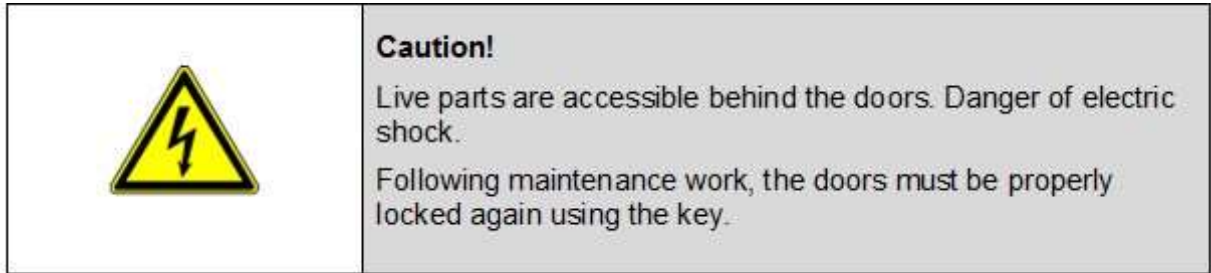 Caution!
Live parts are accessible behind the doors. Danger of electric
shock.
Following maintenance work, the doors must be properly
locked again using the key.